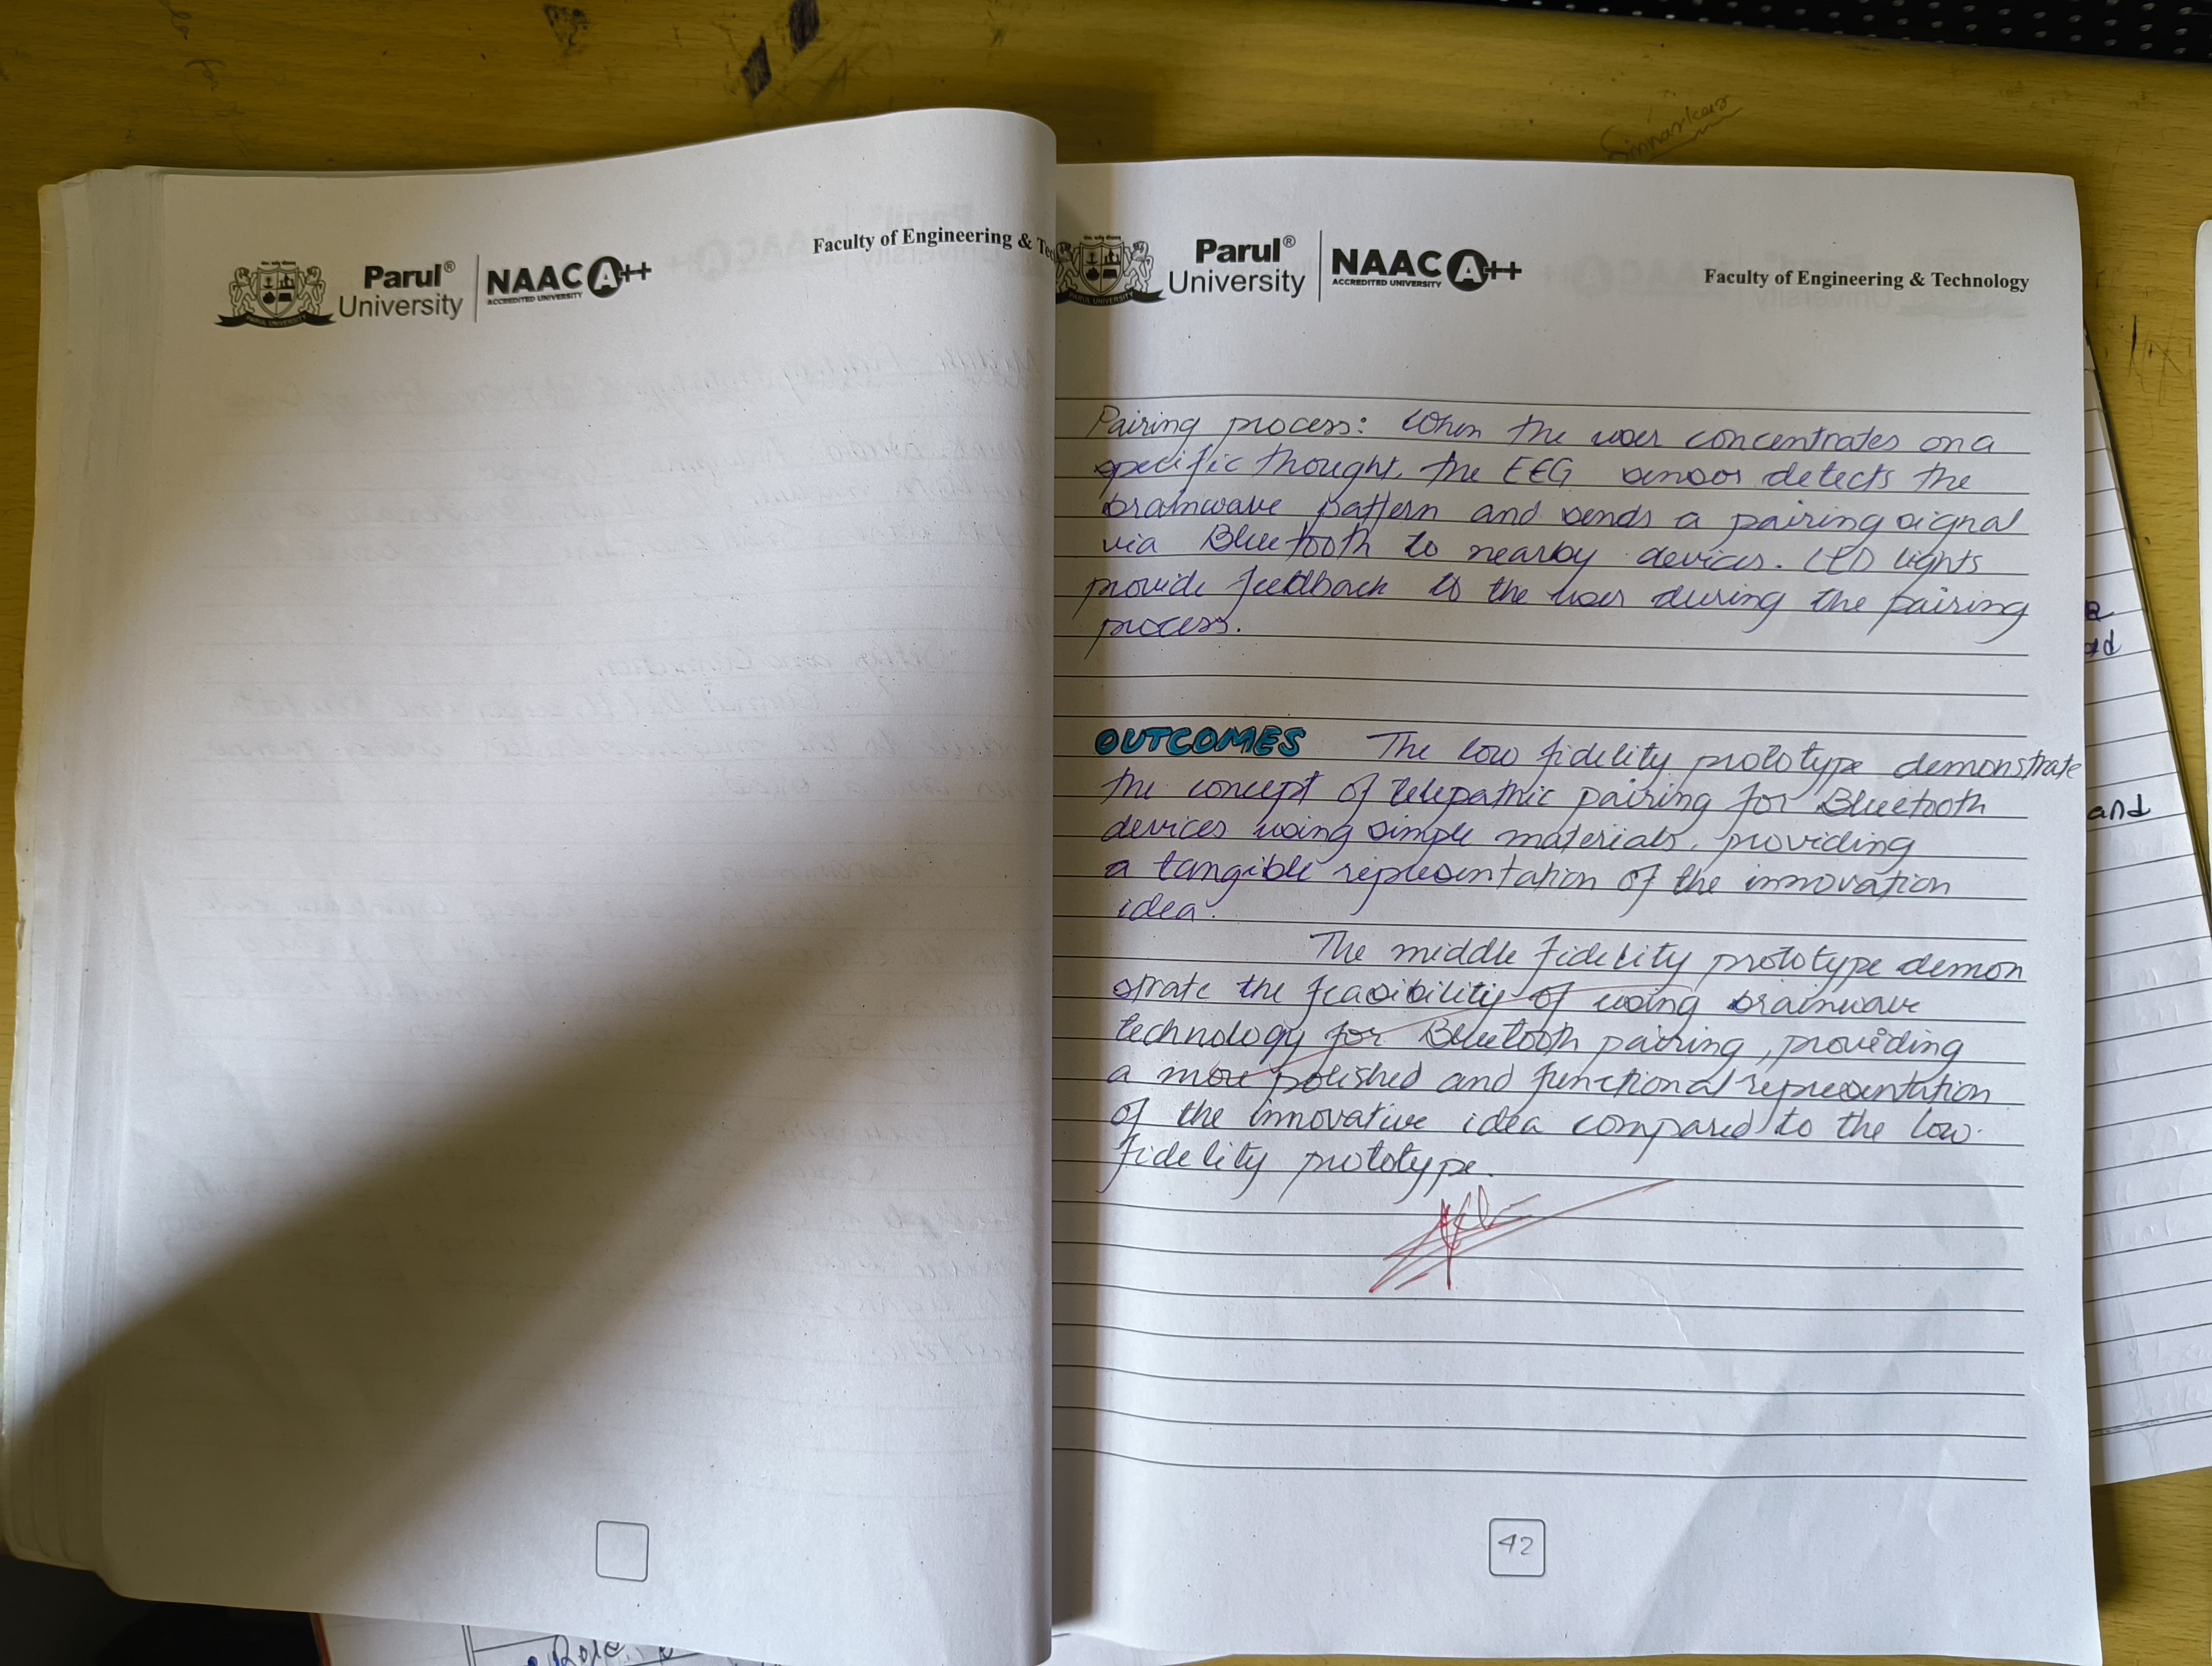 Parul® University
NAAC A++
ACCREDITED UNIVERSITY
Faculty of Engineering &
Parul® University
NAAC A++
ACCREDITED UNIVERSITY
PARUL UNIVERSITY
Faculty of Engineering & Technology
Pairing process: When the user concentrates on a
specific thought, the EEG sensor detects the
brainwave pattern and sends a pairing signal
via Bluetooth to nearby devices. LED lights
provide feedback to the user during the pairing
process.
OUTCOMES The low fidelity prototype demonstrate
the concept of telepathic pairing for Bluetooth
devices using simple materials, providing
a tangible representation of the innovation
idea.
The middle fidelity prototype demon
strate the feasibility of using brainwave
technology for Bluetooth pairing, providing
a more polished and functional representation
of the innovative idea compared to the low
fidelity prototype.
42
and